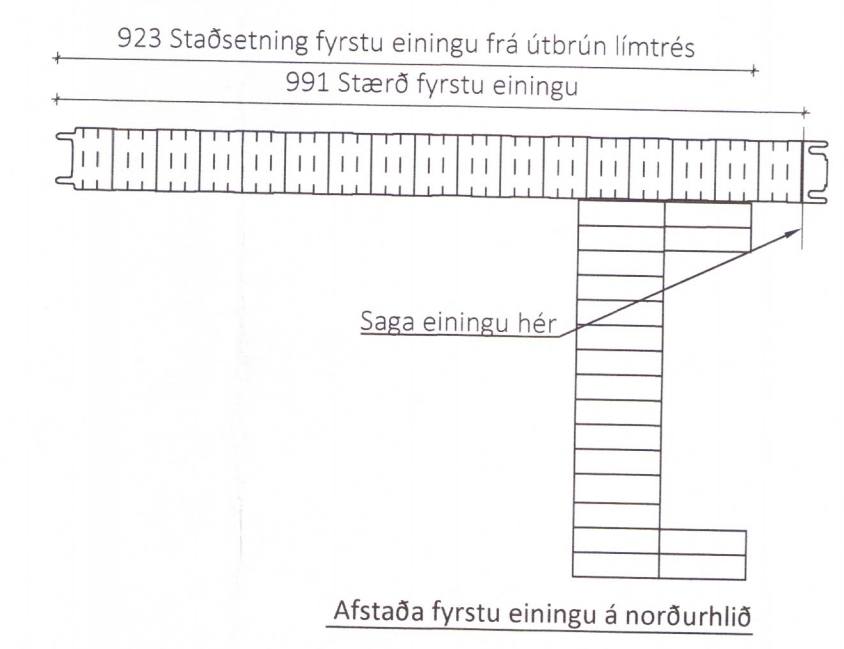 923 Staðsetning fyrstu einingu frá útbrún límtrés
991 Stærð fyrstu einingu
Saga einingu hér
Afstaða fyrstu einingu á norðurhlið